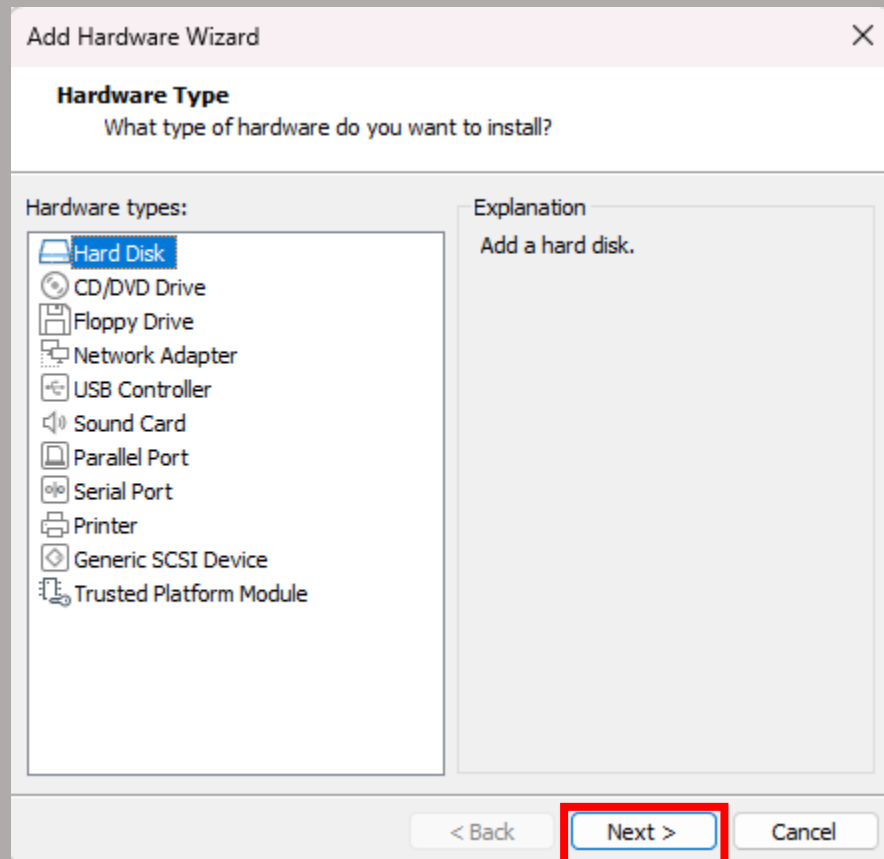 Add Hardware Wizard
Hardware Type
What type of hardware do you want to install?
Hardware types:
Hard Disk
CD/DVD Drive
Floppy Drive
Network Adapter
USB Controller
Sound Card
Parallel Port
Serial Port
Printer
Generic SCSI Device
Trusted Platform Module
Explanation
Add a hard disk.
< Back
Next >
Cancel